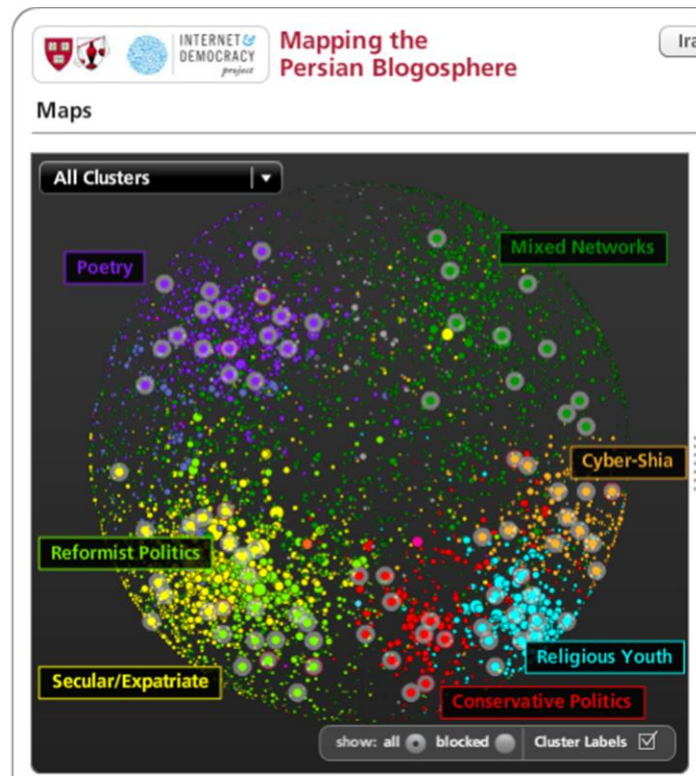 INTERNET &
DEMOCRACY
project
Mapping the
Persian Blogosphere
Maps
All Clusters
Poetry
Mixed Networks
Cyber-Shia
Reformist Politics
Religious Youth
Secular/Expatriate
Conservative Politics
show: all blocked Cluster Labels